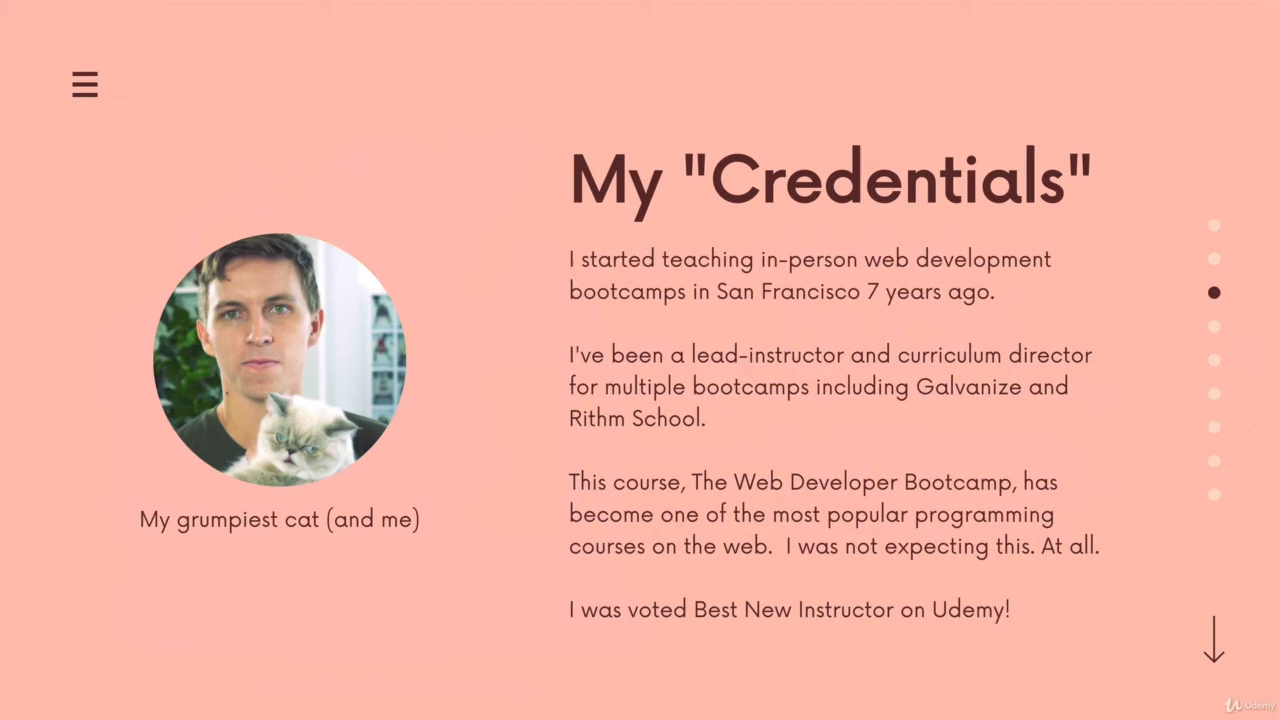 My "Credentials"
I started teaching in-person web development
bootcamps in San Francisco 7 years ago.
I've been a lead-instructor and curriculum director
for multiple bootcamps including Galvanize and
Rithm School.
This course, The Web Developer Bootcamp, has
become one of the most popular programming
courses on the web.  I was not expecting this. At all.
I was voted Best New Instructor on Udemy!
My grumpiest cat (and me)
Udemy